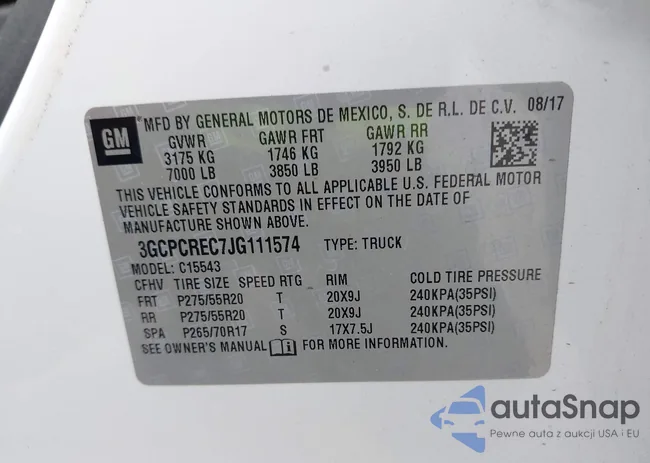 GM MFD BY GENERAL MOTORS DE MEXICO, S. DE R.L. DE C.V. 08/17
GVWR GAWR FRT GAWR RR
3175 KG 1746 KG 1792 KG
7000 LB 3850 LB 3950 LB
THIS VEHICLE CONFORMS TO ALL APPLICABLE U.S. FEDERAL MOTOR
VEHICLE SAFETY STANDARDS IN EFFECT ON THE DATE OF
MANUFACTURE SHOWN ABOVE.
3GCPCREC7JG111574 TYPE: TRUCK
MODEL: C15543
CFHV TIRE SIZE SPEED RTG RIM COLD TIRE PRESSURE
FRT P275/55R20 T 20X9J 240KPA(35PSI)
RR P275/55R20 T 20X9J 240KPA(35PSI)
SPA P265/70R17 S 17X7.5J 240KPA(35PSI)
SEE OWNER'S MANUAL i FOR MORE INFORMATION.
autaSnap
Pewne auta z aukcji USA i EU